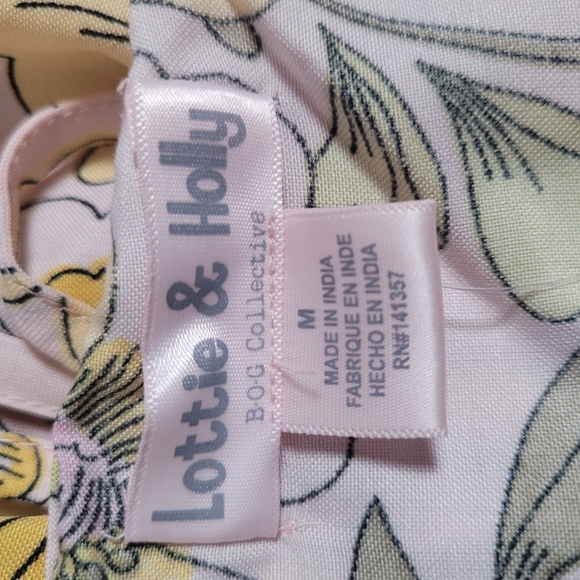 Lottie & Holly
B·O·G Collective
M
MADE IN INDIA
FABRIQUE EN INDE
HECHO EN INDIA
RN#141357